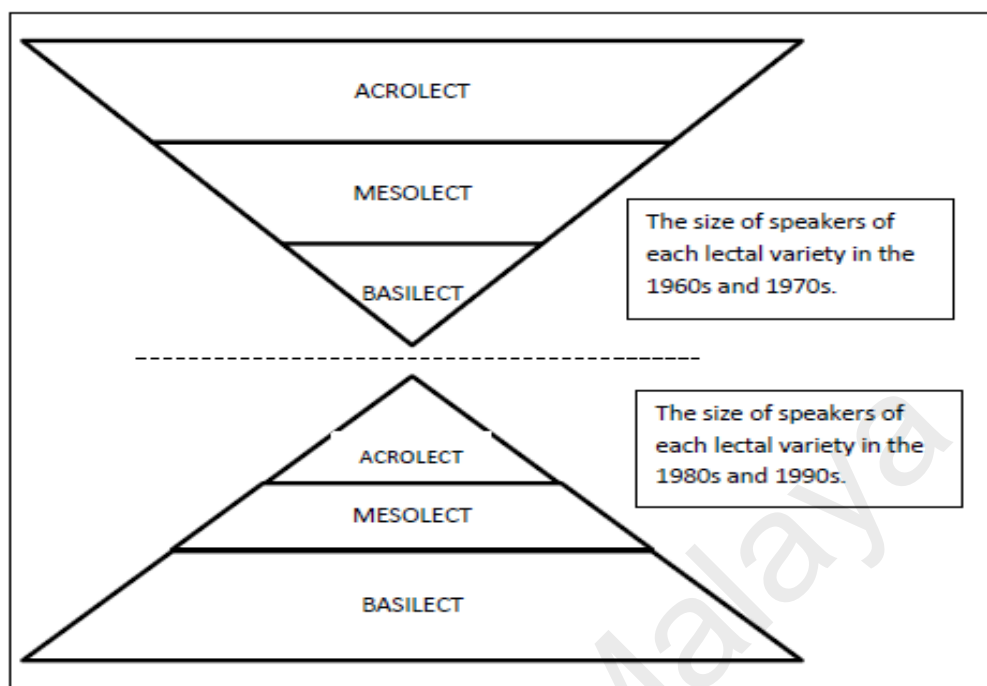 ACROLECT
MESOLECT
BASILECT
The size of speakers of
each lectal variety in the
1960s and 1970s.
ACROLECT
MESOLECT
BASILECT
The size of speakers of
each lectal variety in the
1980s and 1990s.
Malaya